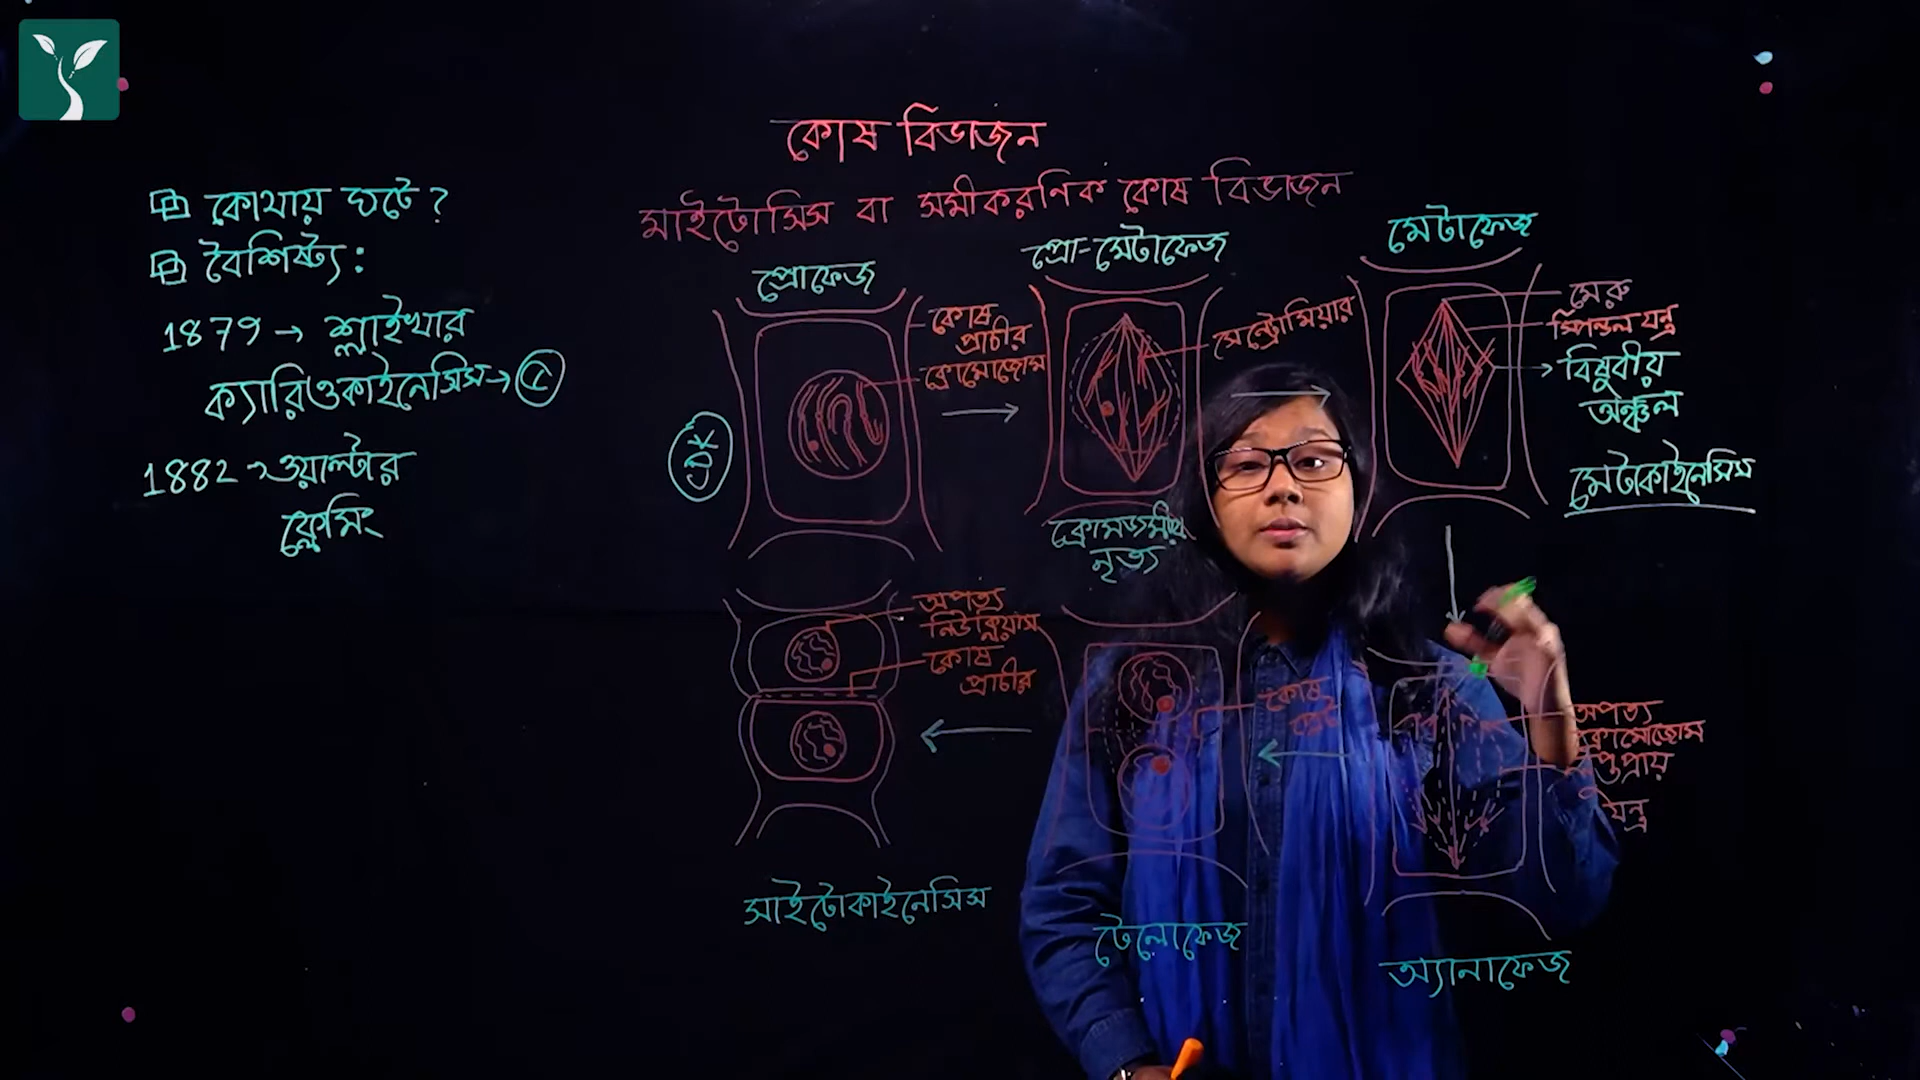 কোষ বিভাজন
মাইটোসিস বা সমীকরণিক কোষ বিভাজন
কোথায় ঘটে?
বৈশিষ্ট্য:
1879 → শ্লাইখার
ক্যারিওকাইনেসিস →
1882 → ওয়াল্টার
ফ্লেমিং
প্রোফেজ
কোষ
প্রাচীর
ক্রোমোজোম
প্রো-মেটাফেজ
সেন্ট্রোমিয়ার
নৃত্য
মেটাফেজ
মেরু
স্পিন্ডল যন্ত্র
বিষুবীয়
অঞ্চল
মেটাকাইনেসিস
অপত্য
নিউক্লিয়াস
কোষ
প্রাচীর
সাইটোকাইনেসিস
কোষ
প্লেট
টেলোফেজ
অপত্য
ক্রোমোজোম
যন্ত্র
অ্যানাফেজ